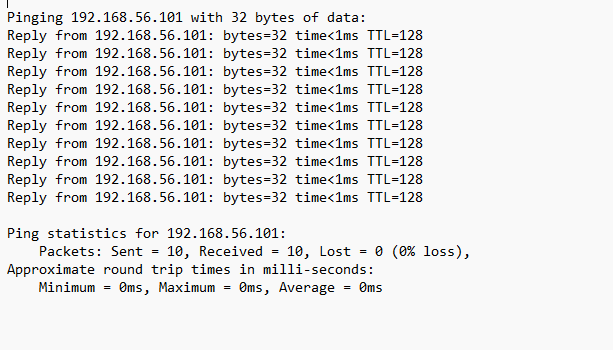 Pinging 192.168.56.101 with 32 bytes of data:
Reply from 192.168.56.101: bytes=32 time<1ms TTL=128
Reply from 192.168.56.101: bytes=32 time<1ms TTL=128
Reply from 192.168.56.101: bytes=32 time<1ms TTL=128
Reply from 192.168.56.101: bytes=32 time<1ms TTL=128
Reply from 192.168.56.101: bytes=32 time<1ms TTL=128
Reply from 192.168.56.101: bytes=32 time<1ms TTL=128
Reply from 192.168.56.101: bytes=32 time<1ms TTL=128
Reply from 192.168.56.101: bytes=32 time<1ms TTL=128
Reply from 192.168.56.101: bytes=32 time<1ms TTL=128
Reply from 192.168.56.101: bytes=32 time<1ms TTL=128

Ping statistics for 192.168.56.101:
    Packets: Sent = 10, Received = 10, Lost = 0 (0% loss),
Approximate round trip times in milli-seconds:
    Minimum = 0ms, Maximum = 0ms, Average = 0ms